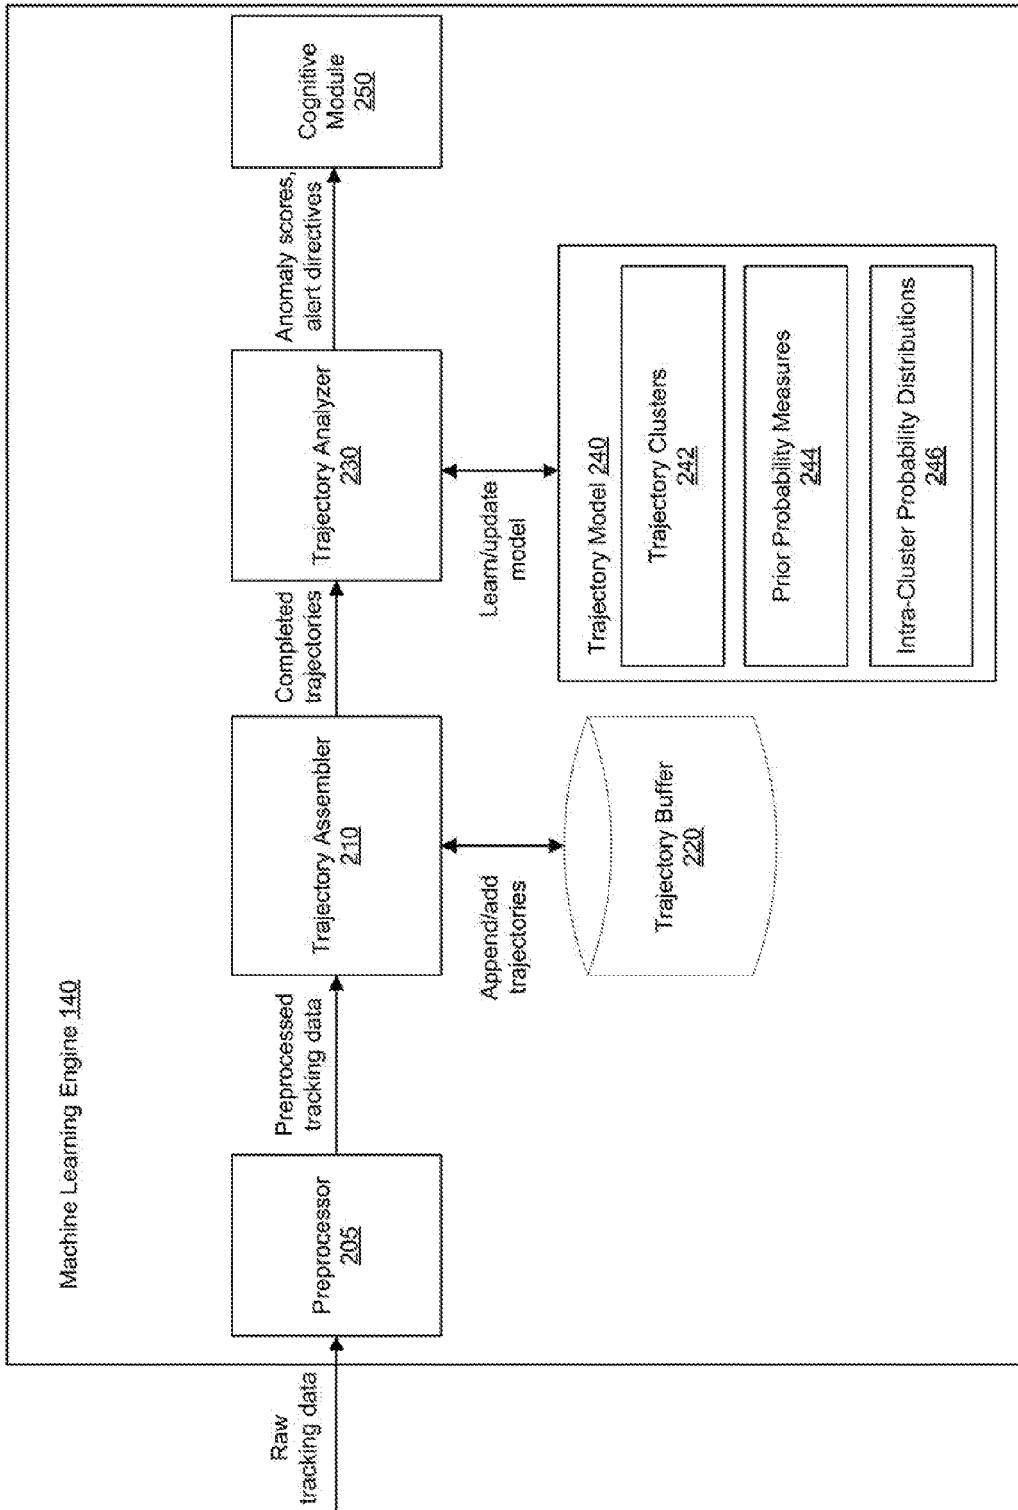 Machine Learning Engine 140
Raw
tracking data
Preprocessor
205
Preprocessed
tracking data
Trajectory Assembler
210
Append/add
trajectories
Trajectory Buffer
220
Completed
trajectories
Trajectory Analyzer
230
Learn/update
model
Trajectory Model 240
Trajectory Clusters
242
Prior Probability Measures
244
Intra-Cluster Probability Distributions
246
Anomaly scores,
alert directives
Cognitive
Module
250